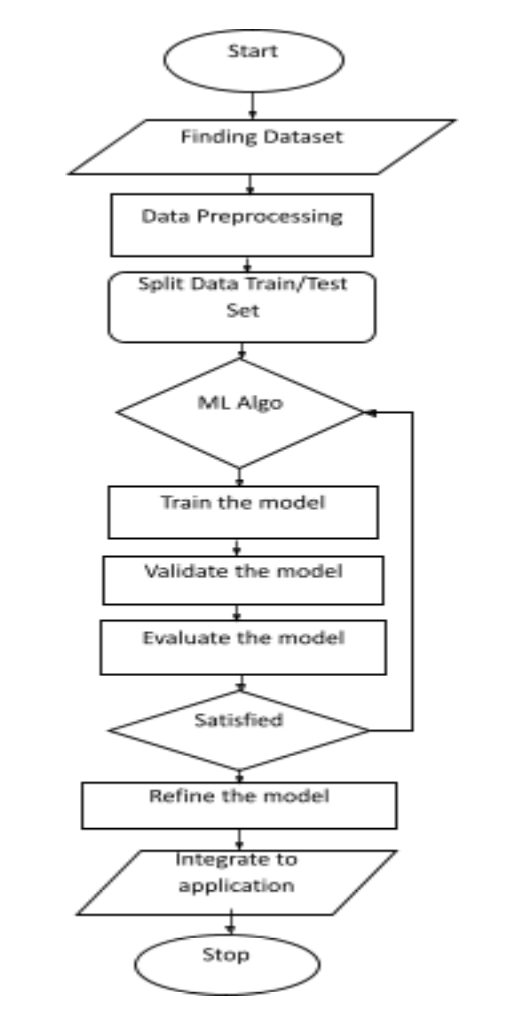 Start
Finding Dataset
Data Preprocessing
Split Data Train/Test
Set
ML Algo
Train the model
Validate the model
Evaluate the model
Satisfied
Refine the model
Integrate to
application
Stop